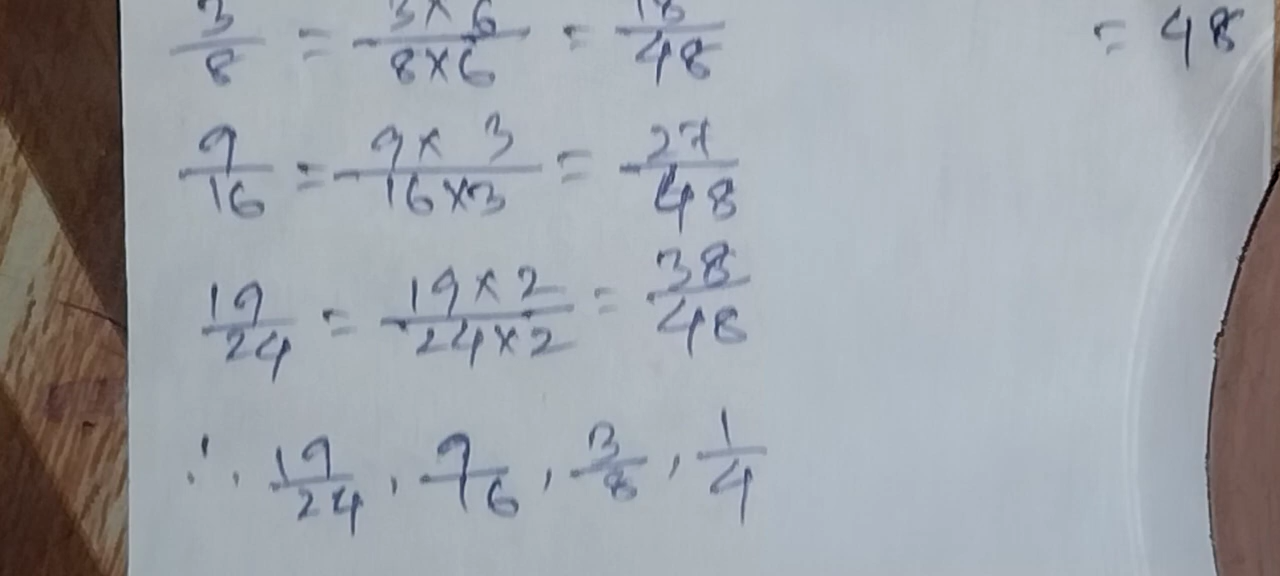 3/8 = 3×6/8×6 = 18/48 = 48
9/16 = 9×3/16×3 = 27/48
19/24 = 19×2/24×2 = 38/48
∴ 19/24, 9/16, 3/8, 1/4